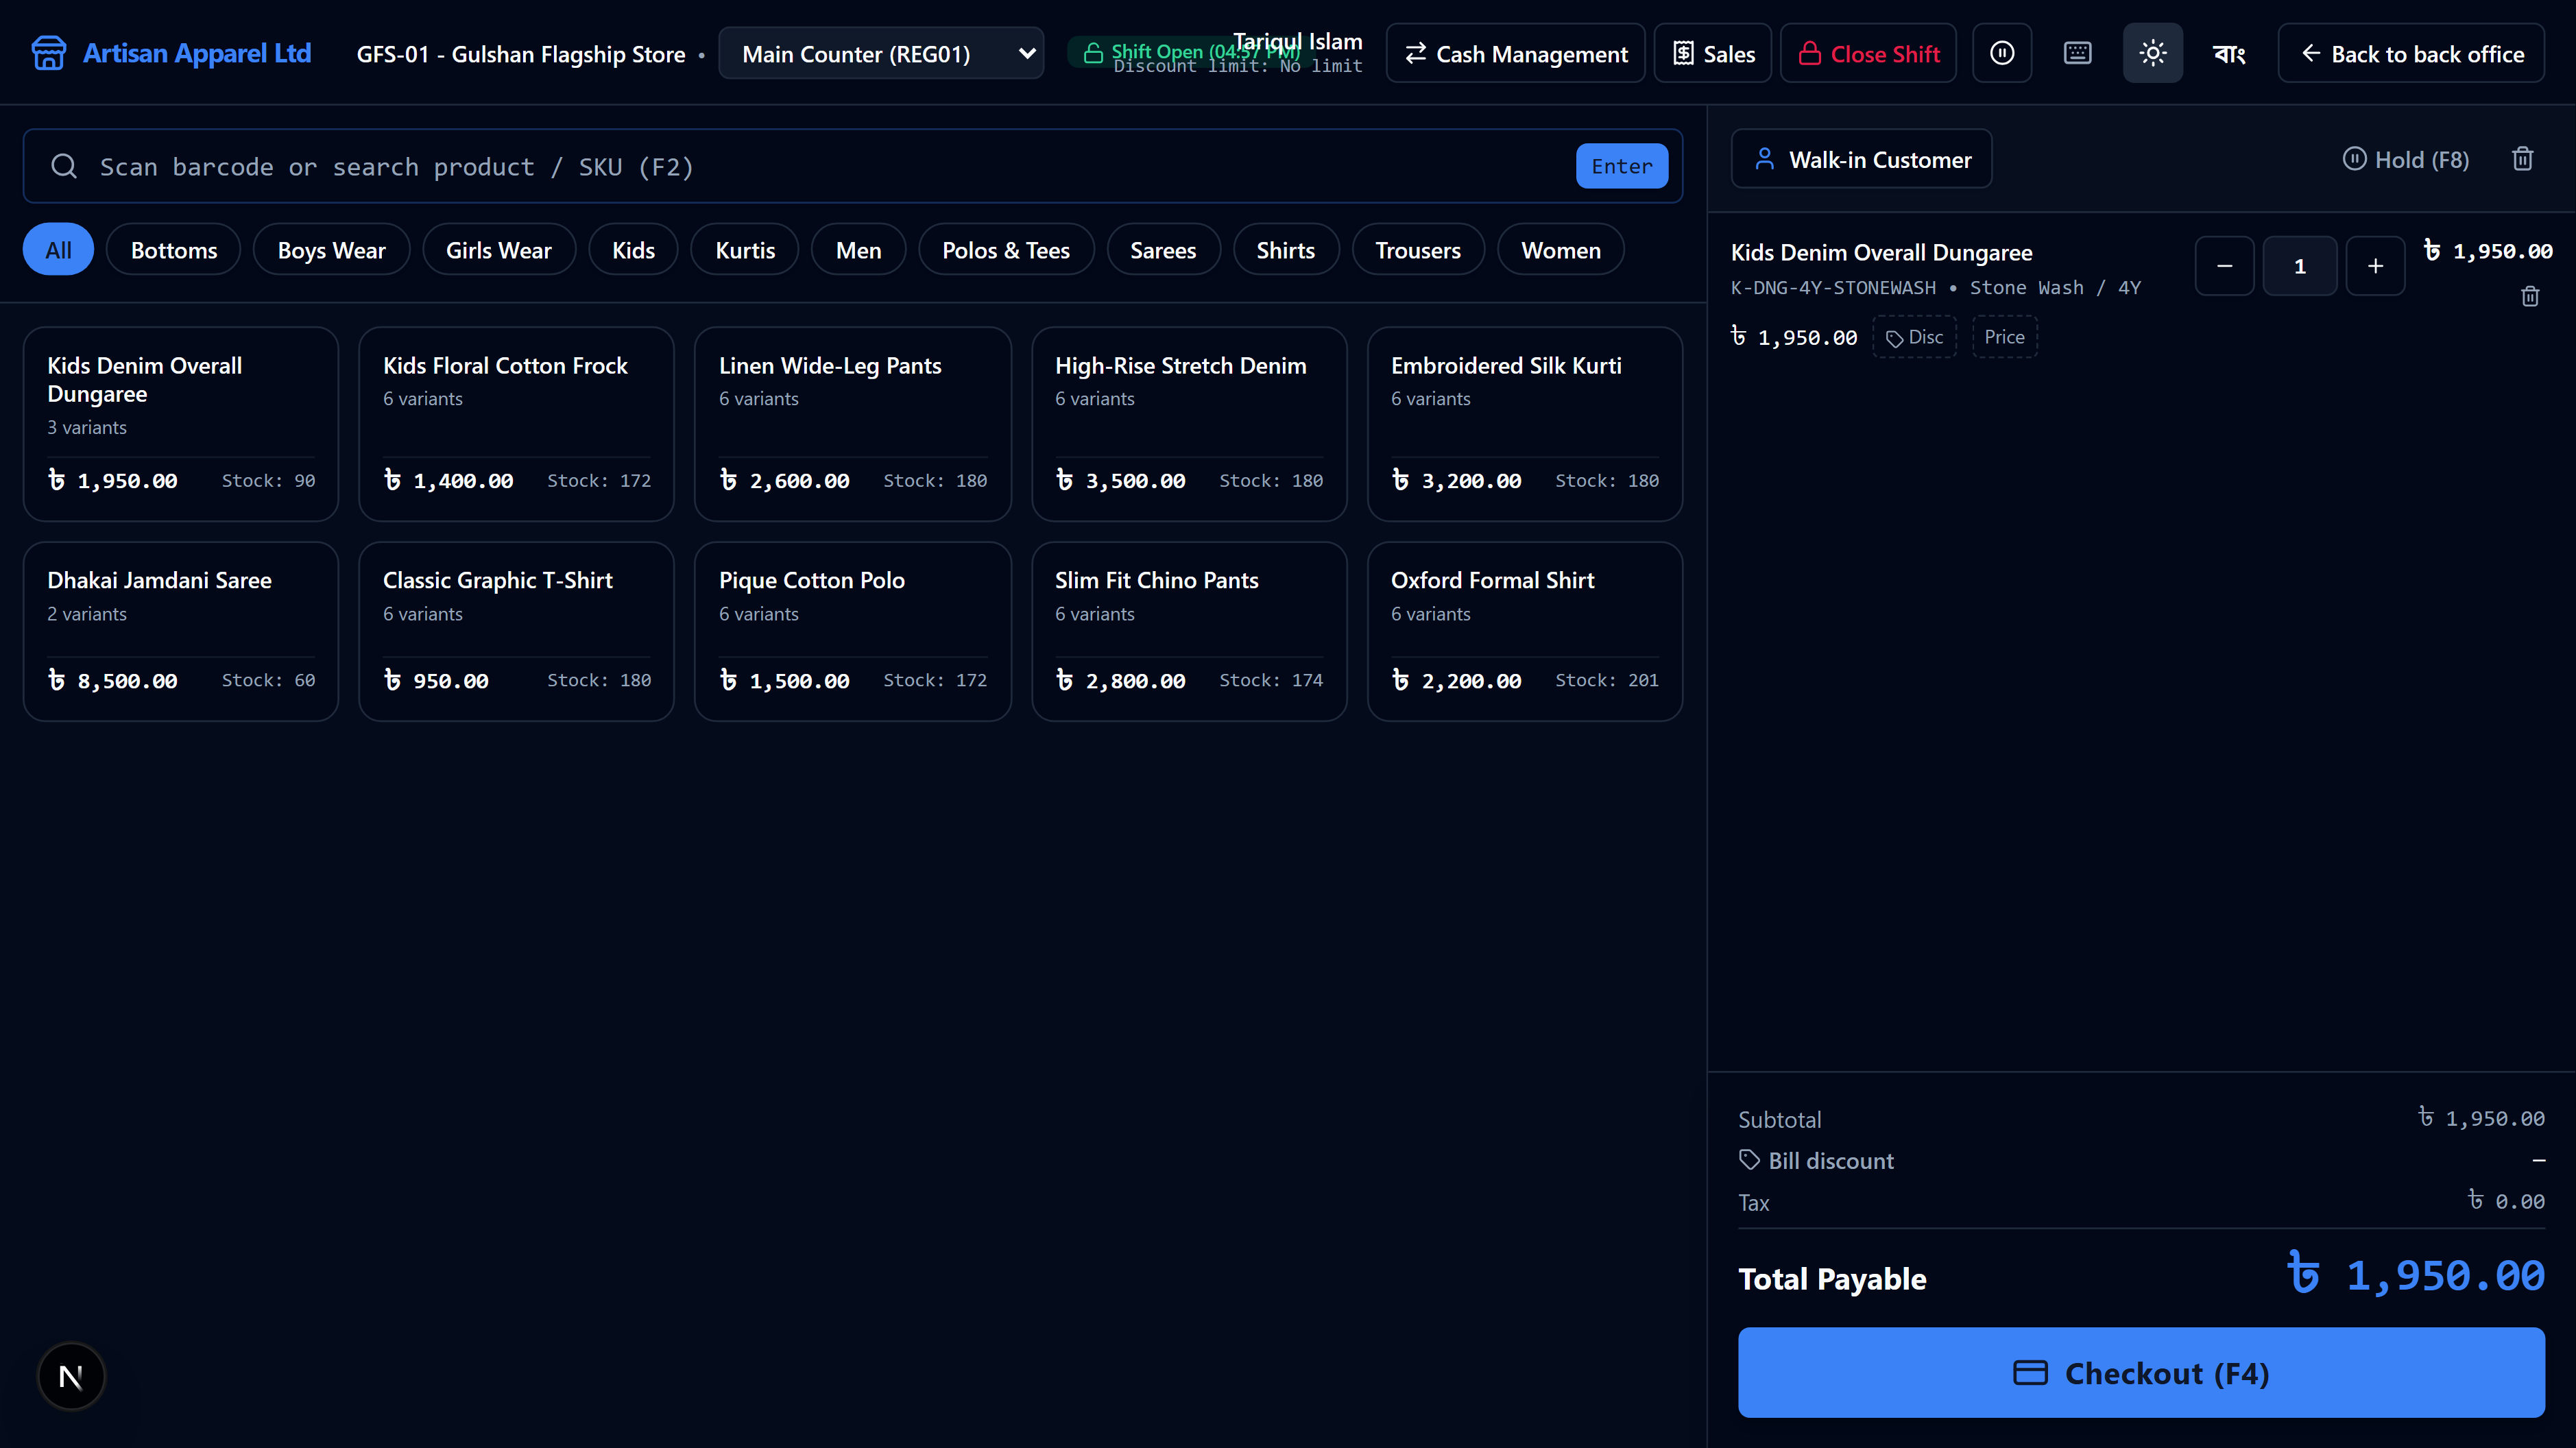 Artisan Apparel Ltd
GFS-01 - Gulshan Flagship Store •
Main Counter (REG01)
Shift Open (04:57 PM)
Tariqul Islam
Discount limit: No limit
Cash Management
Sales
Close Shift
বাং
Back to back office
Scan barcode or search product / SKU (F2)
Enter
All
Bottoms
Boys Wear
Girls Wear
Kids
Kurtis
Men
Polos & Tees
Sarees
Shirts
Trousers
Women
Kids Denim Overall
Dungaree
3 variants
৳ 1,950.00
Stock: 90
Kids Floral Cotton Frock
6 variants
৳ 1,400.00
Stock: 172
Linen Wide-Leg Pants
6 variants
৳ 2,600.00
Stock: 180
High-Rise Stretch Denim
6 variants
৳ 3,500.00
Stock: 180
Embroidered Silk Kurti
6 variants
৳ 3,200.00
Stock: 180
Dhakai Jamdani Saree
2 variants
৳ 8,500.00
Stock: 60
Classic Graphic T-Shirt
6 variants
৳ 950.00
Stock: 180
Pique Cotton Polo
6 variants
৳ 1,500.00
Stock: 172
Slim Fit Chino Pants
6 variants
৳ 2,800.00
Stock: 174
Oxford Formal Shirt
6 variants
৳ 2,200.00
Stock: 201
Walk-in Customer
Hold (F8)
Kids Denim Overall Dungaree
K-DNG-4Y-STONEWASH • Stone Wash / 4Y
৳ 1,950.00
Disc
Price
−
1
+
৳ 1,950.00
Subtotal
৳ 1,950.00
Bill discount
—
Tax
৳ 0.00
Total Payable
৳ 1,950.00
Checkout (F4)
N